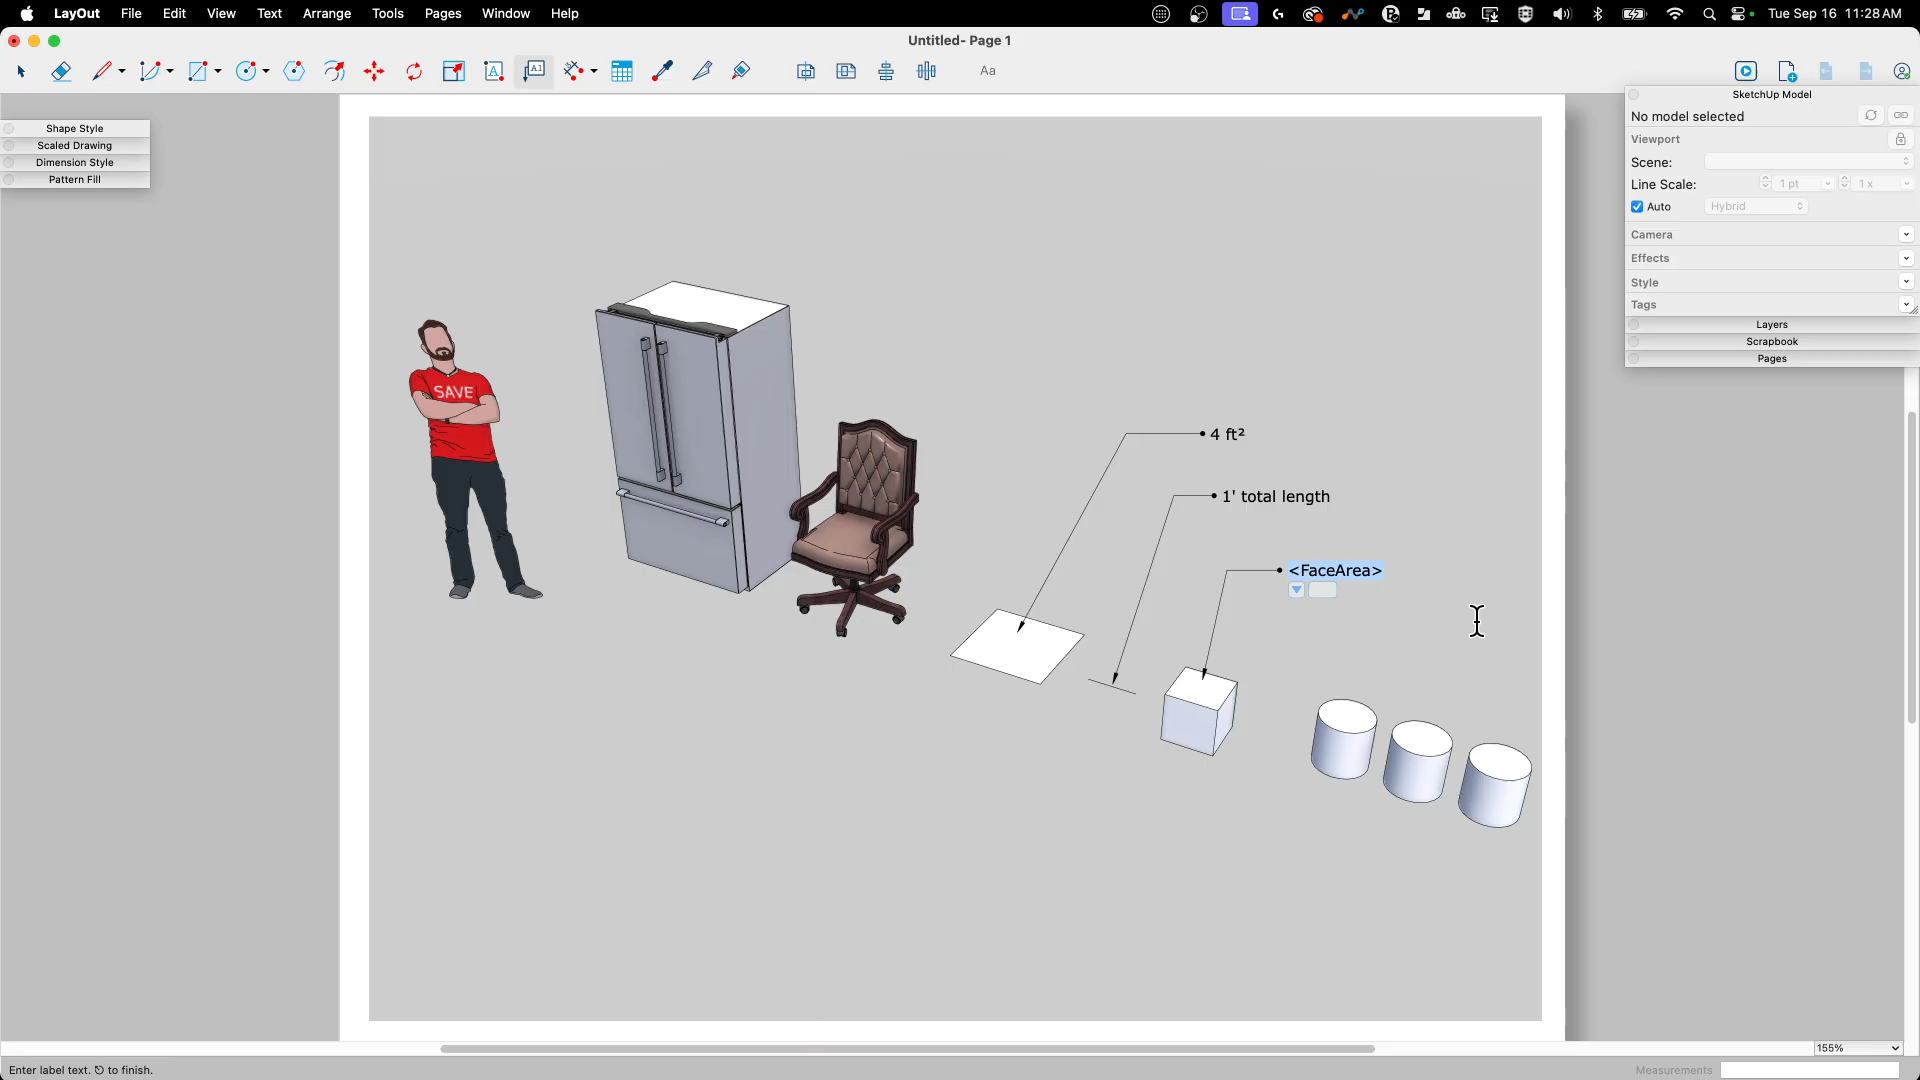 LayOut File Edit View Text Arrange Tools Pages Window Help
Tue Sep 16 11:28 AM
Untitled- Page 1
A
A1
Aa
SketchUp Model
No model selected
Viewport
Scene:
Line Scale: 1 pt 1 x
Auto Hybrid
Camera
Effects
Style
Tags
Layers
Scrapbook
Pages
Shape Style
Scaled Drawing
Dimension Style
Pattern Fill
SAVE
4 ft²
1' total length
<FaceArea>
155%
Enter label text. ⎋ to finish.
Measurements